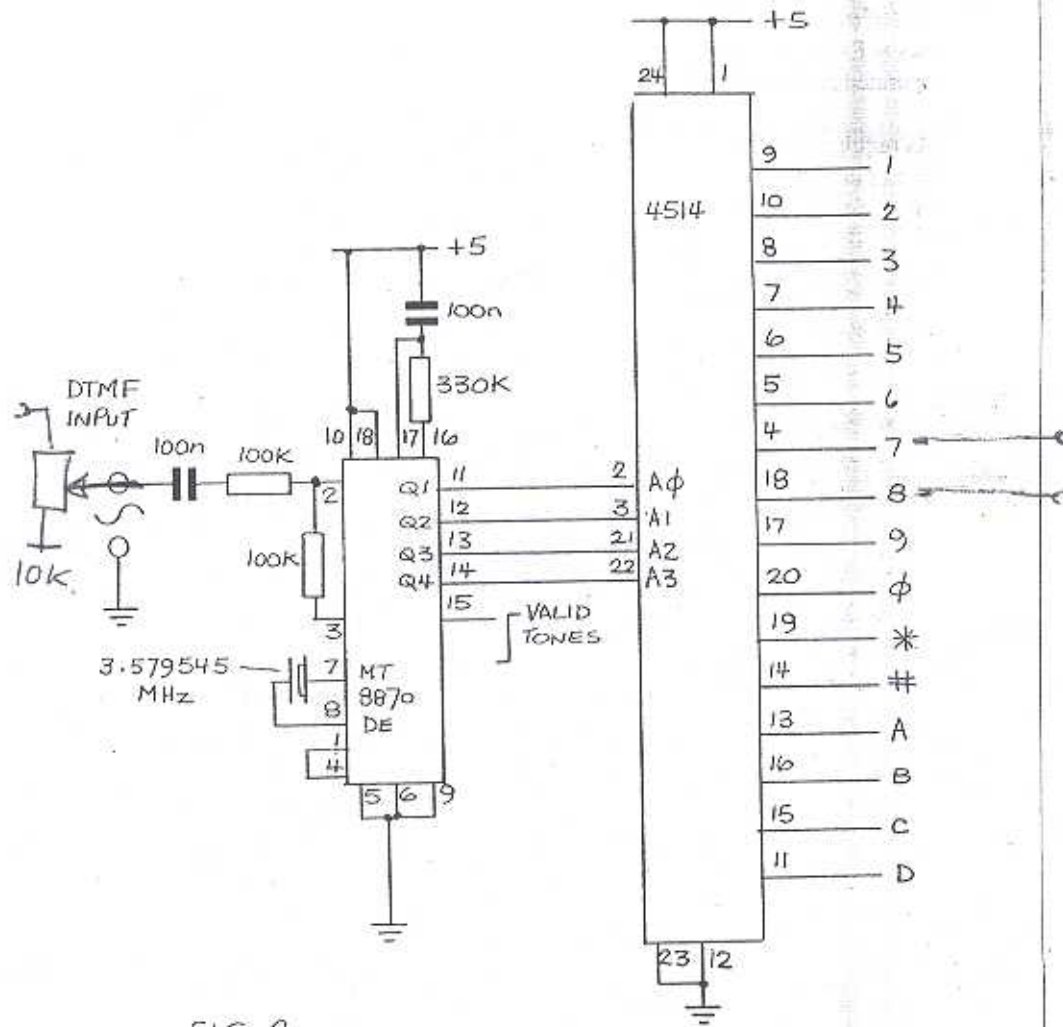 +5
24 1
9 1
4514 10 2
8 3
+5
7 4
100n
6 5
330K
5 6
DTMF
INPUT
4 7
100n 100K 10 18 17 16
18 8
2 Q1 11 2 AΦ
17 9
Q2 12 3 A1
10K 100K Q3 13 21 A2
Q4 14 22 A3
20 Φ
15 VALID
TONES
3
19 *
3.579545
MHz
7 MT
8870
8 DE
14 #
1
4
13 A
5 6 9
16 B
15 C
11 D
23 12